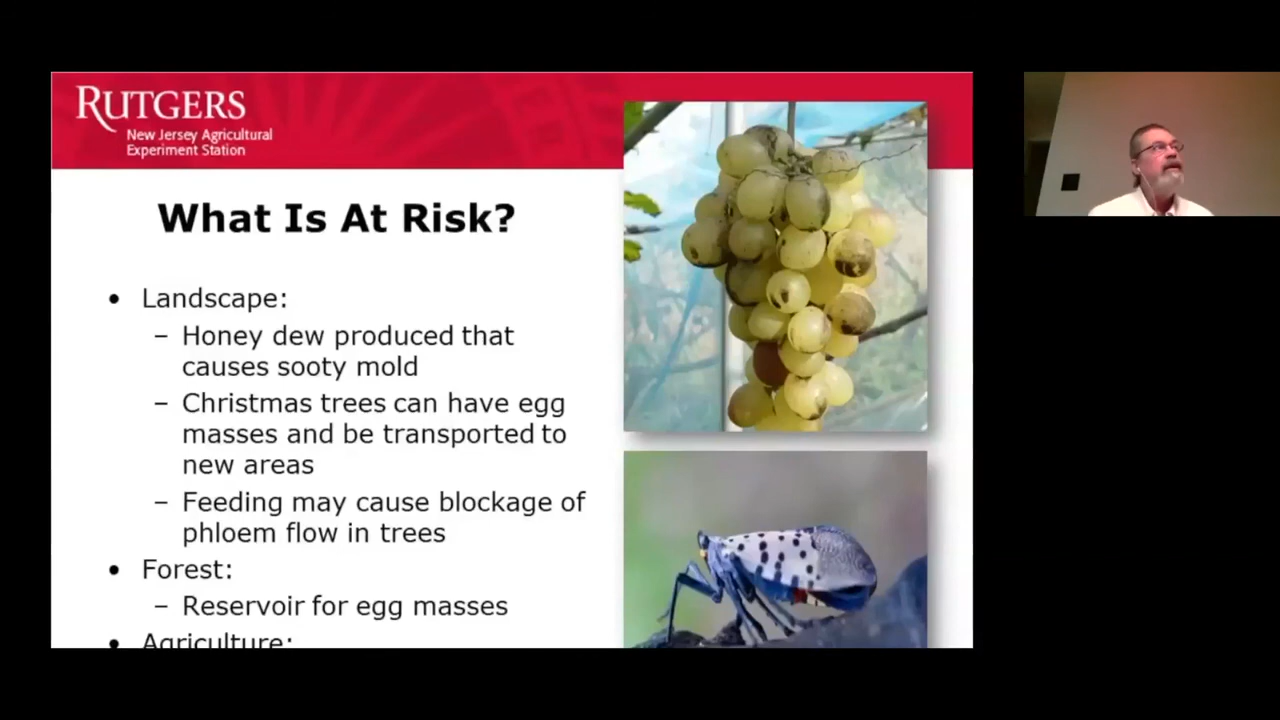 RUTGERS
New Jersey Agricultural
Experiment Station
What Is At Risk?
• Landscape:
– Honey dew produced that
causes sooty mold
– Christmas trees can have egg
masses and be transported to
new areas
– Feeding may cause blockage of
phloem flow in trees
• Forest:
– Reservoir for egg masses
• Agriculture: